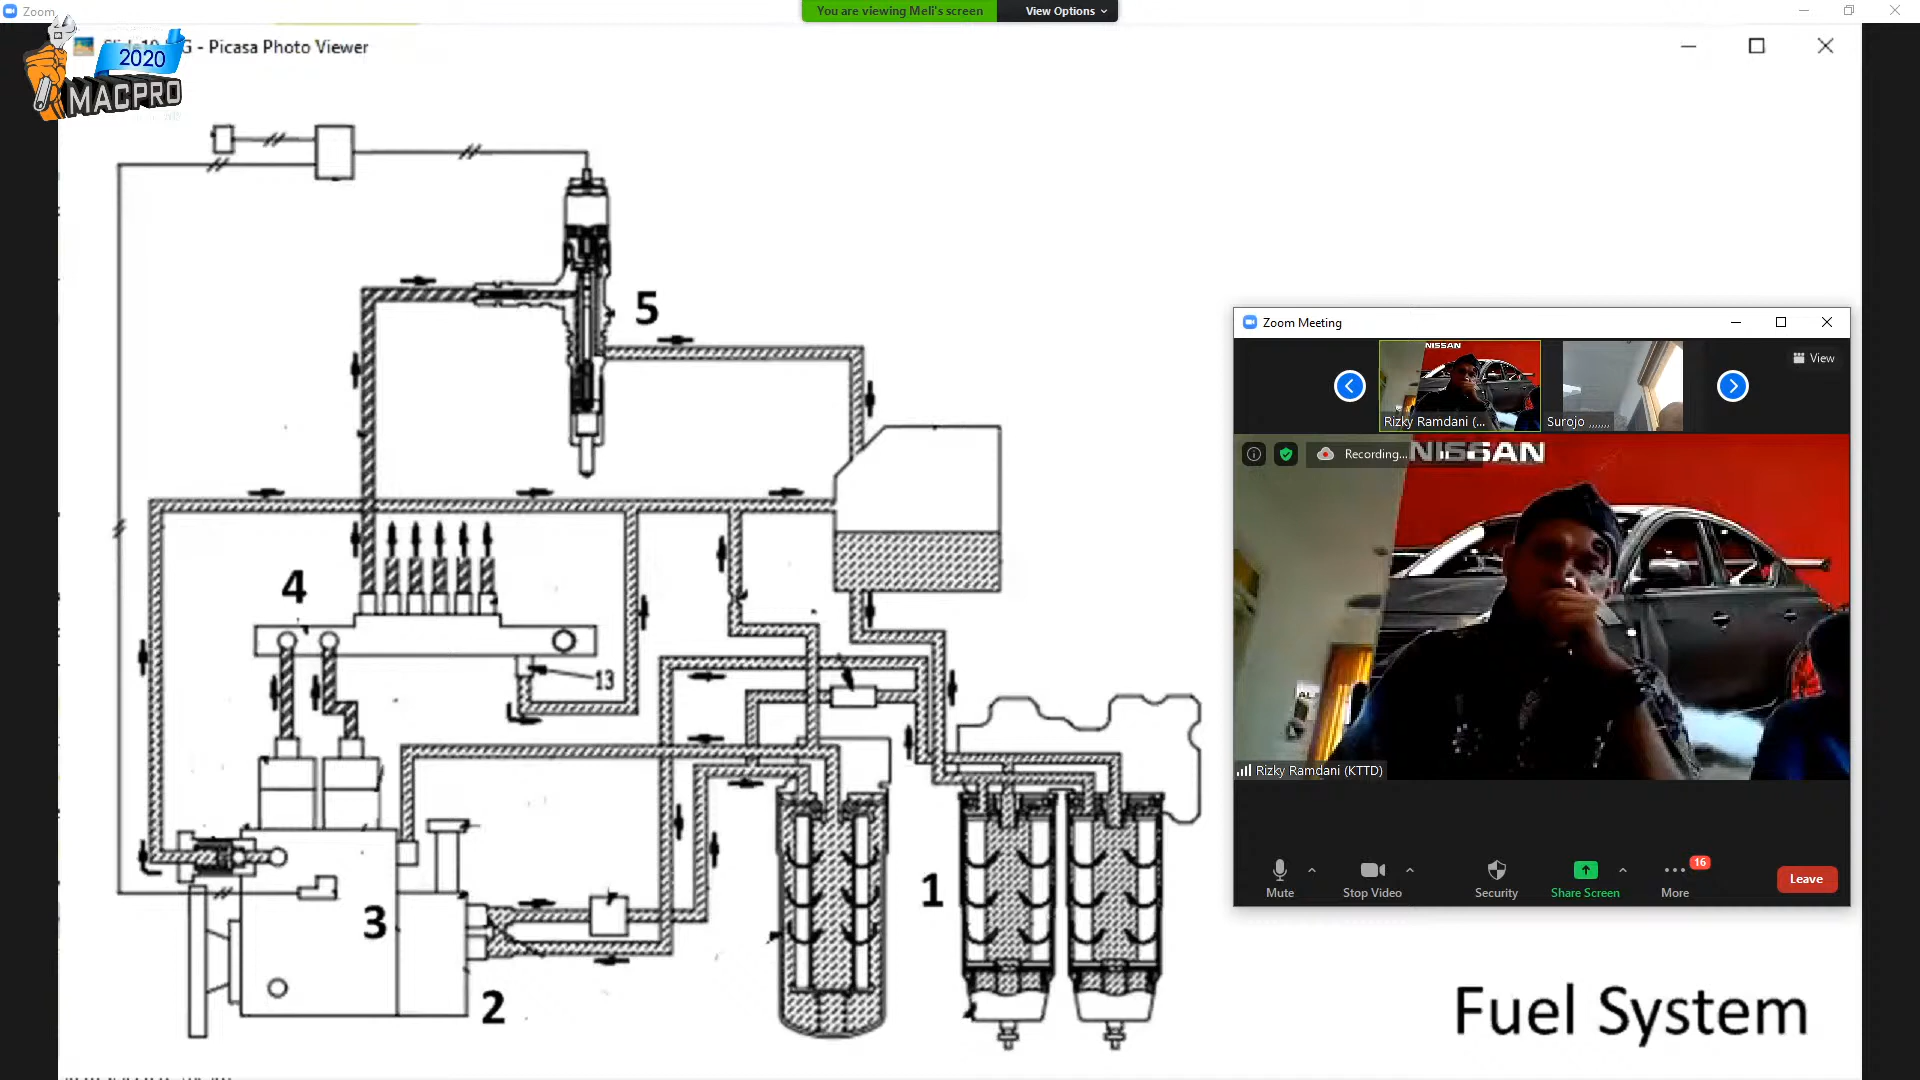 Zoom
You are viewing Meli's screen
View Options
- Picasa Photo Viewer
2020
MACPRO
5
4
13
3
1
2
Fuel System
Zoom Meeting
View
NISSAN
Rizky Ramdani (...
Surojo ,,,,,,,
Recording...
NISSAN
Rizky Ramdani (KTTD)
Mute
Stop Video
Security
Share Screen
16
More
Leave